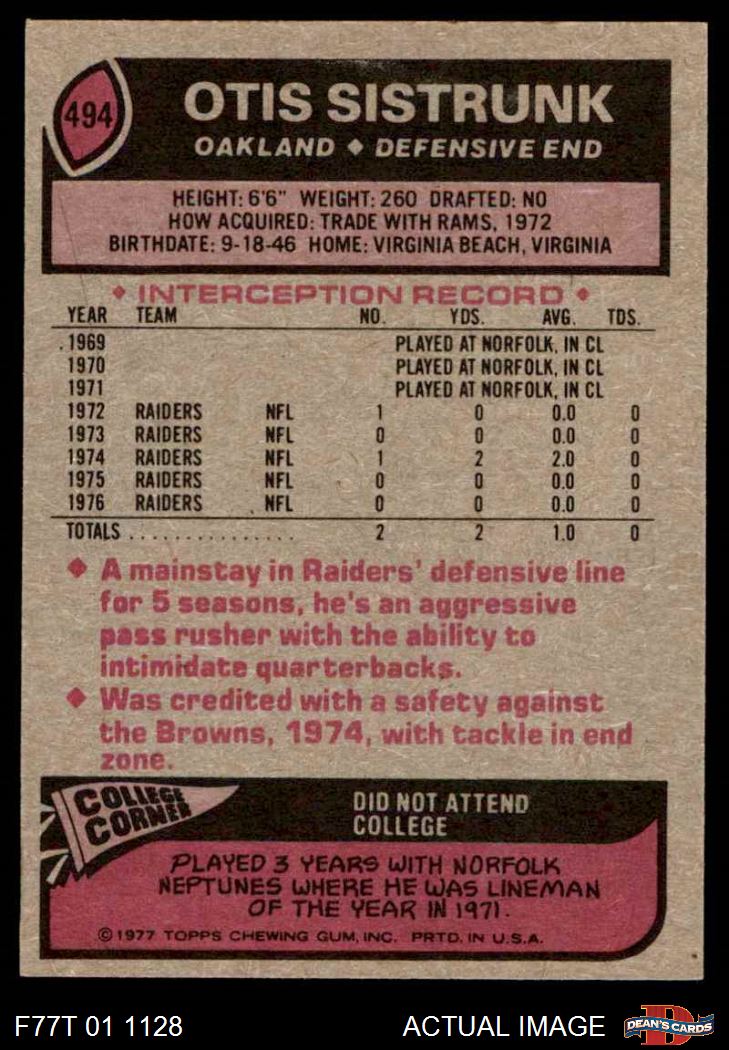 494
OTIS SISTRUNK
OAKLAND ◆ DEFENSIVE END
HEIGHT: 6'6" WEIGHT: 260 DRAFTED: NO
HOW ACQUIRED: TRADE WITH RAMS, 1972
BIRTHDATE: 9-18-46 HOME: VIRGINIA BEACH, VIRGINIA
◆ INTERCEPTION RECORD ◆
YEAR TEAM NO. YDS. AVG. TDS.
1969 PLAYED AT NORFOLK, IN CL
1970 PLAYED AT NORFOLK, IN CL
1971 PLAYED AT NORFOLK, IN CL
1972 RAIDERS NFL 1 0 0.0 0
1973 RAIDERS NFL 0 0 0.0 0
1974 RAIDERS NFL 1 2 2.0 0
1975 RAIDERS NFL 0 0 0.0 0
1976 RAIDERS NFL 0 0 0.0 0
TOTALS ............... 2 2 1.0 0
◆ A mainstay in Raiders' defensive line
for 5 seasons, he's an aggressive
pass rusher with the ability to
intimidate quarterbacks.
◆ Was credited with a safety against
the Browns, 1974, with tackle in end
zone.
COLLEGE
CORNER
DID NOT ATTEND
COLLEGE
PLAYED 3 YEARS WITH NORFOLK
NEPTUNES WHERE HE WAS LINEMAN
OF THE YEAR IN 1971.
©1977 TOPPS CHEWING GUM, INC. PRTD. IN U.S.A.
F77T 01 1128 ACTUAL IMAGE
D
DEAN'S CARDS